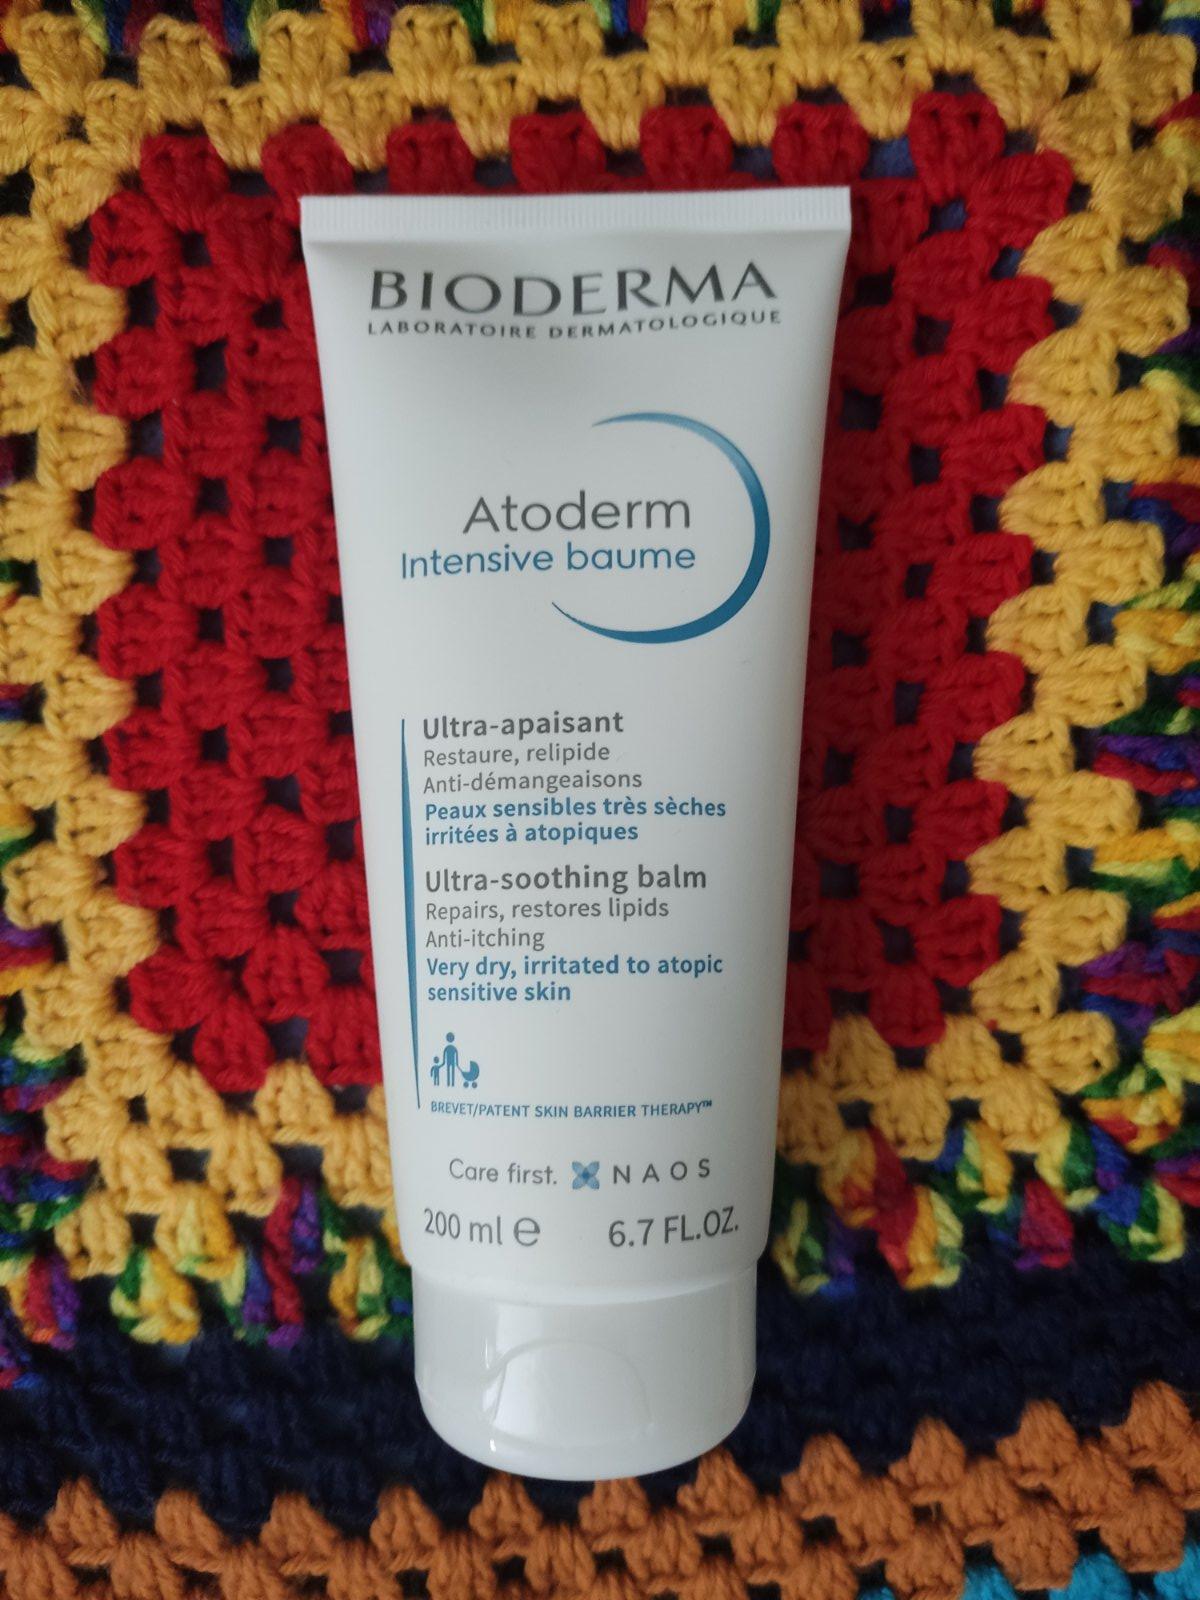 BIODERMA
LABORATOIRE DERMATOLOGIQUE
Atoderm
Intensive baume
Ultra-apaisant
Restaure, relipide
Anti-démangeaisons
Peaux sensibles très sèches
irritées à atopiques
Ultra-soothing balm
Repairs, restores lipids
Anti-itching
Very dry, irritated to atopic
sensitive skin
BREVET/PATENT SKIN BARRIER THERAPY™
Care first. NAOS
200 ml e 6.7 FL.OZ.